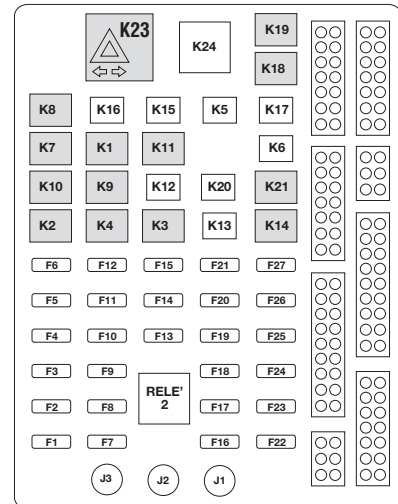 K23
K24
K19
K18
K8 K16 K15 K5 K17
K7 K1 K11 K6
K10 K9 K12 K20 K21
K2 K4 K3 K13 K14
F6 F12 F15 F21 F27
F5 F11 F14 F20 F26
F4 F10 F13 F19 F25
F3 F9 F18 F24
RELE'
2
F2 F8 F17 F23
F1 F7 F16 F22
J3 J2 J1